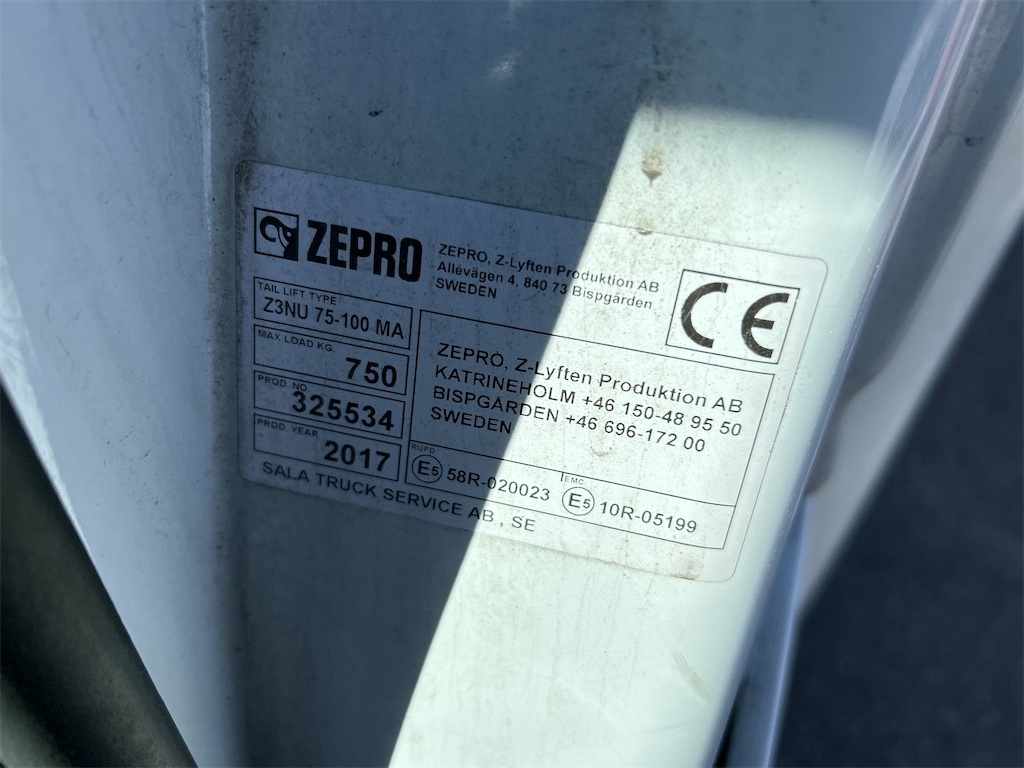 ZEPRO
ZEPRO, Z-Lyften Produktion AB
Allévägen 4, 840 73 Bispgården
SWEDEN
CE
TAIL LIFT TYPE
Z3NU 75-100 MA
MAX LOAD KG
750
PROD. NO.
325534
PROD. YEAR
2017
ZEPRO, Z-Lyften Produktion AB
KATRINEHOLM +46 150-48 95 50
BISPGÅRDEN +46 696-172 00
SWEDEN
RUPD
E5 58R-020023
EMC
E5 10R-05199
SALA TRUCK SERVICE AB , SE